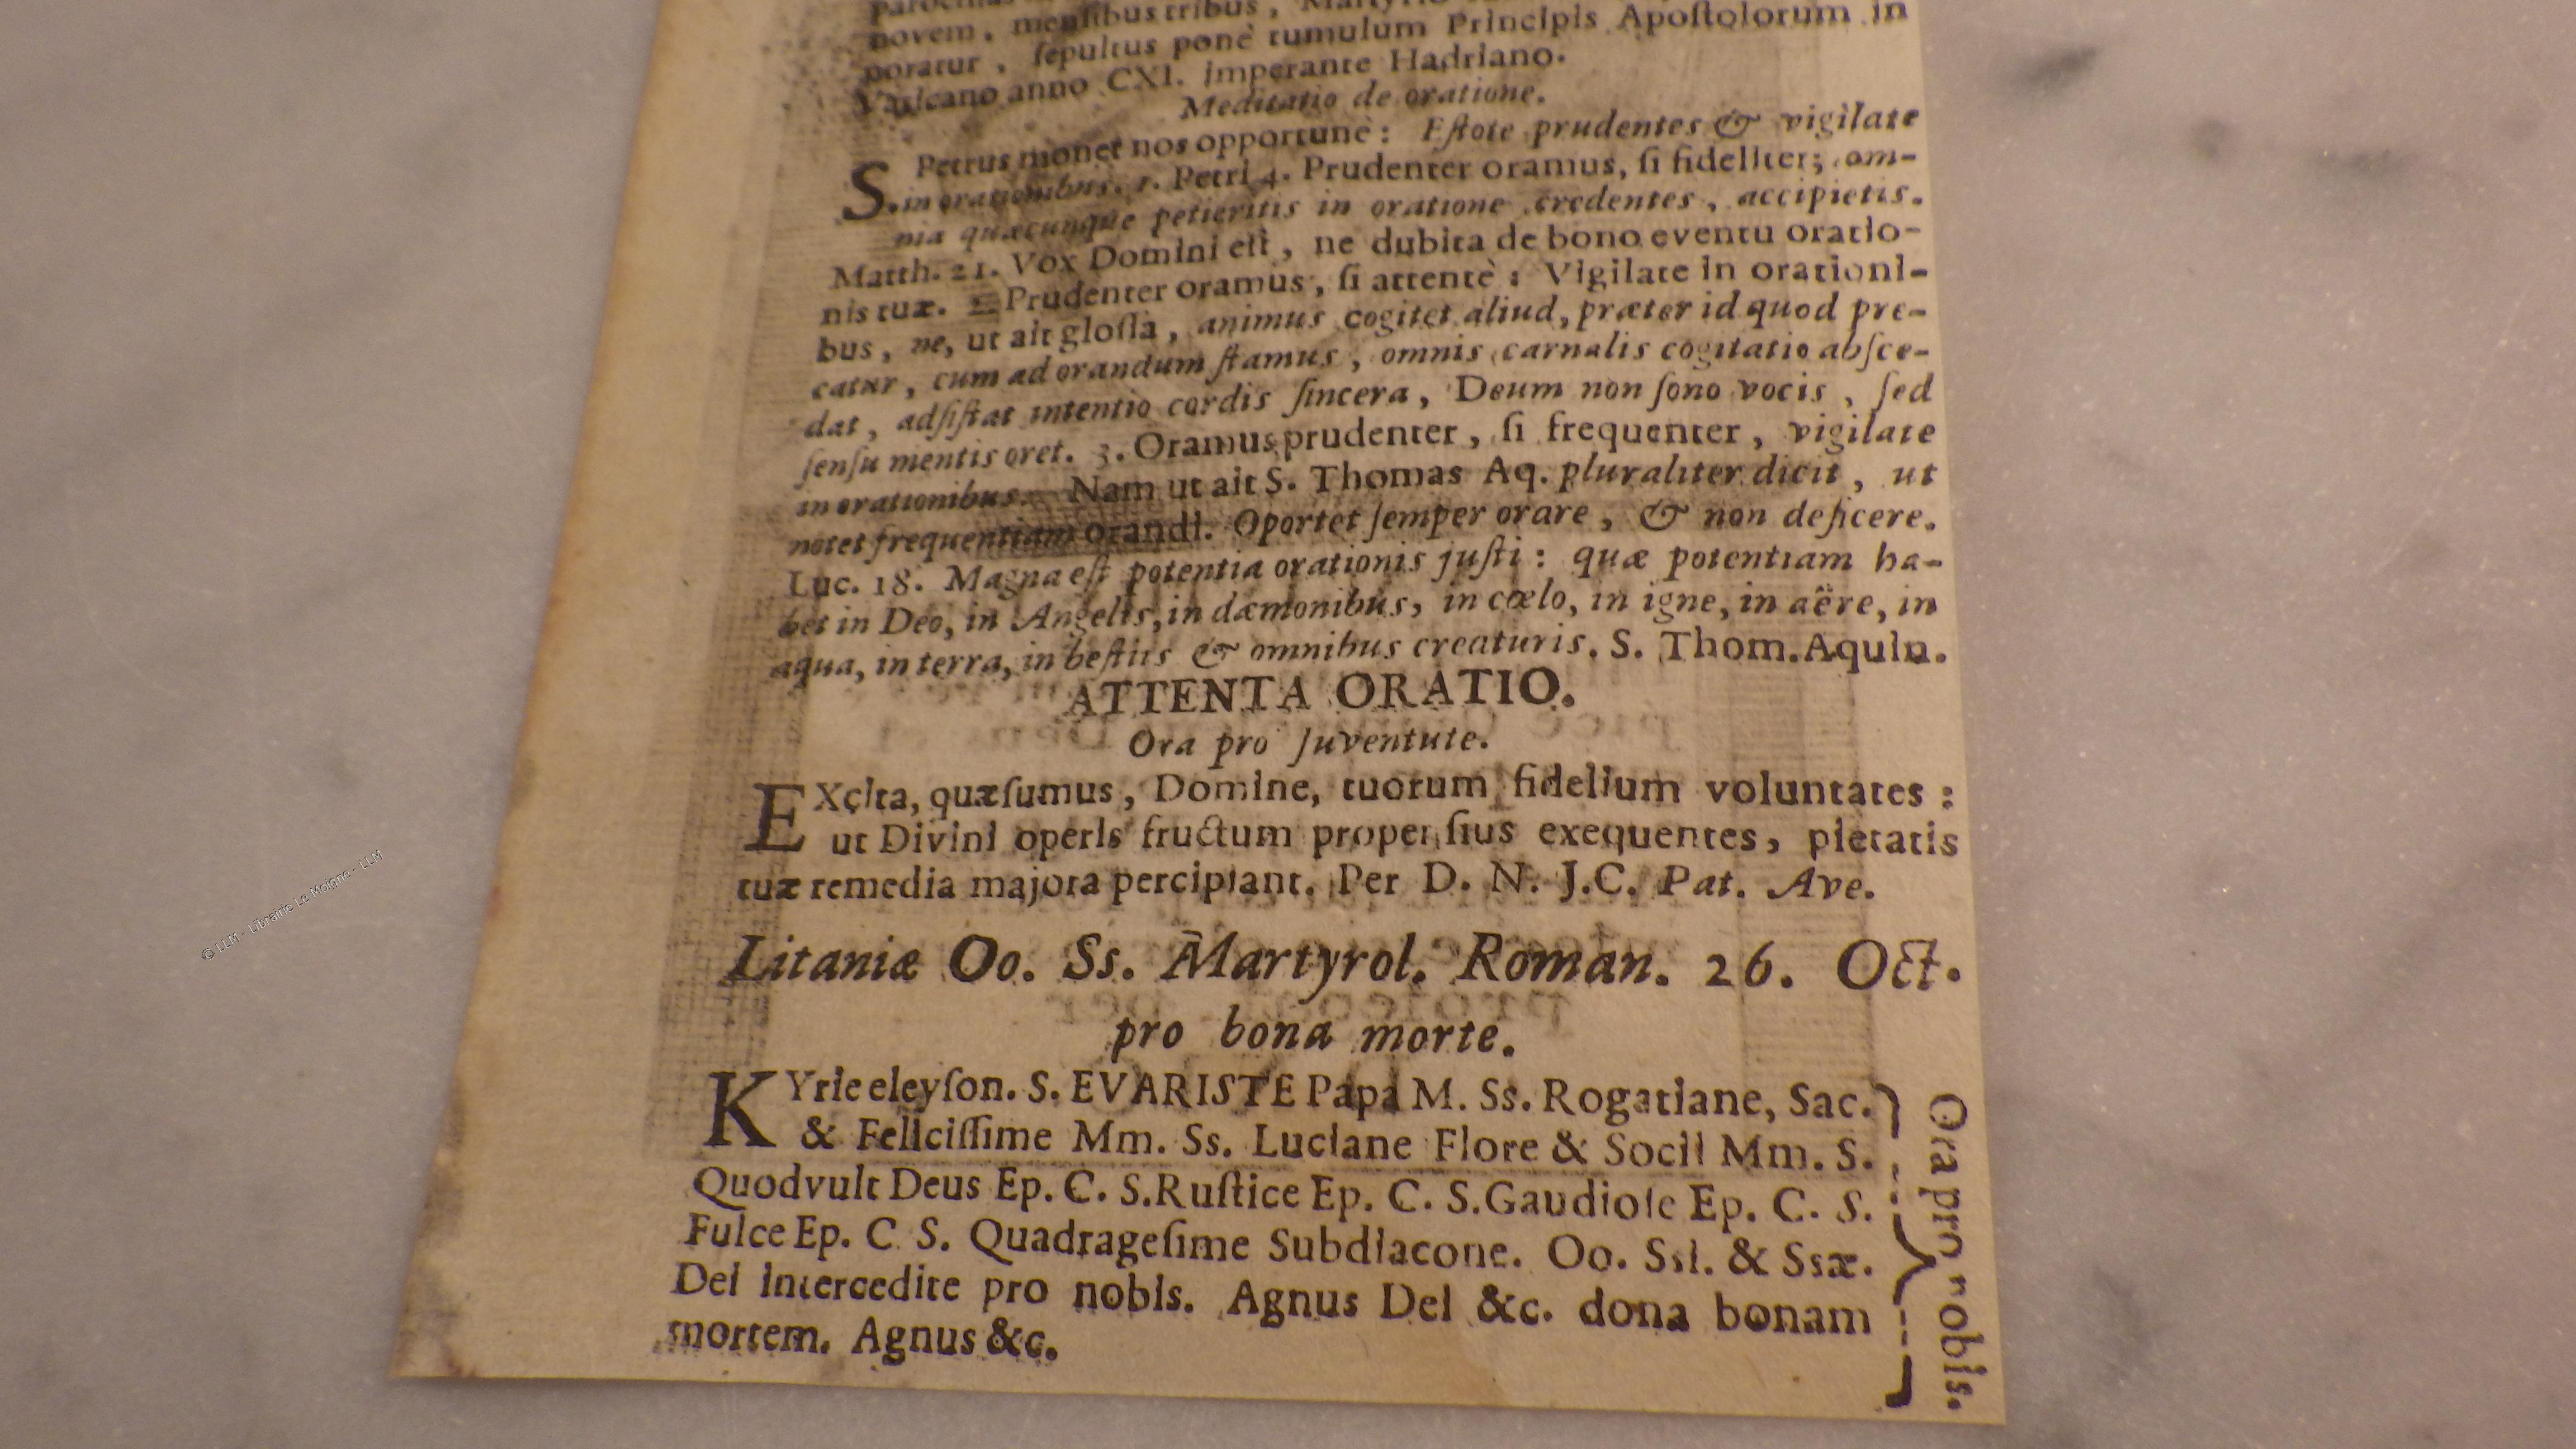 novem, mensibus tribus,
poratur, ſepultus ponè tumulum Principis Apoſtolorum in
Vaticano anno CXI. imperante Hadriano.
Meditatio de oratione.
S. Petrus monet nos opportunè: Eſtote prudentes & vigilate
in orationibus. 1. Petri 4. Prudenter oramus, ſi fideliter; om-
nia quæcunque petieritis in oratione credentes, accipietis.
Matth. 21. Vox Domini eſt, ne dubita de bono eventu oratio-
nis tuæ. 2. Prudenter oramus, ſi attentè: Vigilate in orationi-
bus, ne, ut ait gloſſa, animus cogitet aliud, præter id quod pre-
catur, cum ad orandum ſtamus, omnis carnalis cogitatio abſce-
dat, adſiſtat intentio cordis ſincera, Deum non ſono vocis, ſed
ſenſu mentis oret. 3. Oramus prudenter, ſi frequenter, vigilate
in orationibus. Nam ut ait S. Thomas Aq. pluraliter dicit, ut
notet frequentiam orandi. Oportet ſemper orare, & non deficere.
Luc. 18. Magna eſt potentia orationis juſti: quæ potentiam ha-
bet in Deo, in Angelis, in dæmonibus, in cœlo, in igne, in aëre, in
aqua, in terra, in beſtiis & omnibus creaturis. S. Thom. Aquin.
ATTENTA ORATIO.
Ora pro Juventute.
EXcita, quæſumus, Domine, tuorum fidelium voluntates:
ut Divini operis fructum propenſius exequentes, pietatis
tuæ remedia majora percipiant. Per D. N. J.C. Pat. Ave.
Litaniæ Oo. Ss. Martyrol. Roman. 26. Oct.
pro bona morte.
KYrie eleyſon. S. EVARISTE Papa M. Ss. Rogatiane, Sac.
& Feliciſſime Mm. Ss. Luciane Flore & Socii Mm. S.
Quodvult Deus Ep. C. S. Ruſtice Ep. C. S. Gaudioſe Ep. C. S.
Fulce Ep. C S. Quadrageſime Subdiacone. Oo. Ssi. & Ssæ.
Dei intercedite pro nobis. Agnus Dei &c. dona bonam
mortem. Agnus &c.
Ora pro nobis.
© LLM - Librairie Le Moigne - LLM